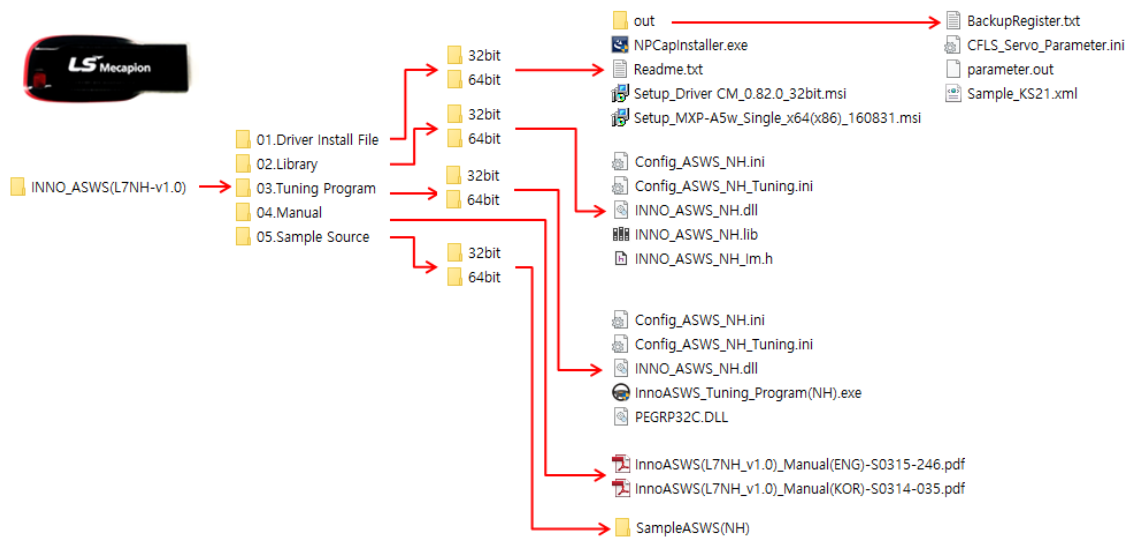 LS Mecapion
INNO_ASWS(L7NH-v1.0)
01.Driver Install File
02.Library
03.Tuning Program
04.Manual
05.Sample Source
32bit
64bit
32bit
64bit
32bit
64bit
32bit
64bit
out
NPCapInstaller.exe
Readme.txt
Setup_Driver CM_0.82.0_32bit.msi
Setup_MXP-A5w_Single_x64(x86)_160831.msi
BackupRegister.txt
CFLS_Servo_Parameter.ini
parameter.out
Sample_KS21.xml
Config_ASWS_NH.ini
Config_ASWS_NH_Tuning.ini
INNO_ASWS_NH.dll
INNO_ASWS_NH.lib
INNO_ASWS_NH_Im.h
Config_ASWS_NH.ini
Config_ASWS_NH_Tuning.ini
INNO_ASWS_NH.dll
InnoASWS_Tuning_Program(NH).exe
PEGRP32C.DLL
InnoASWS(L7NH_v1.0)_Manual(ENG)-S0315-246.pdf
InnoASWS(L7NH_v1.0)_Manual(KOR)-S0314-035.pdf
SampleASWS(NH)